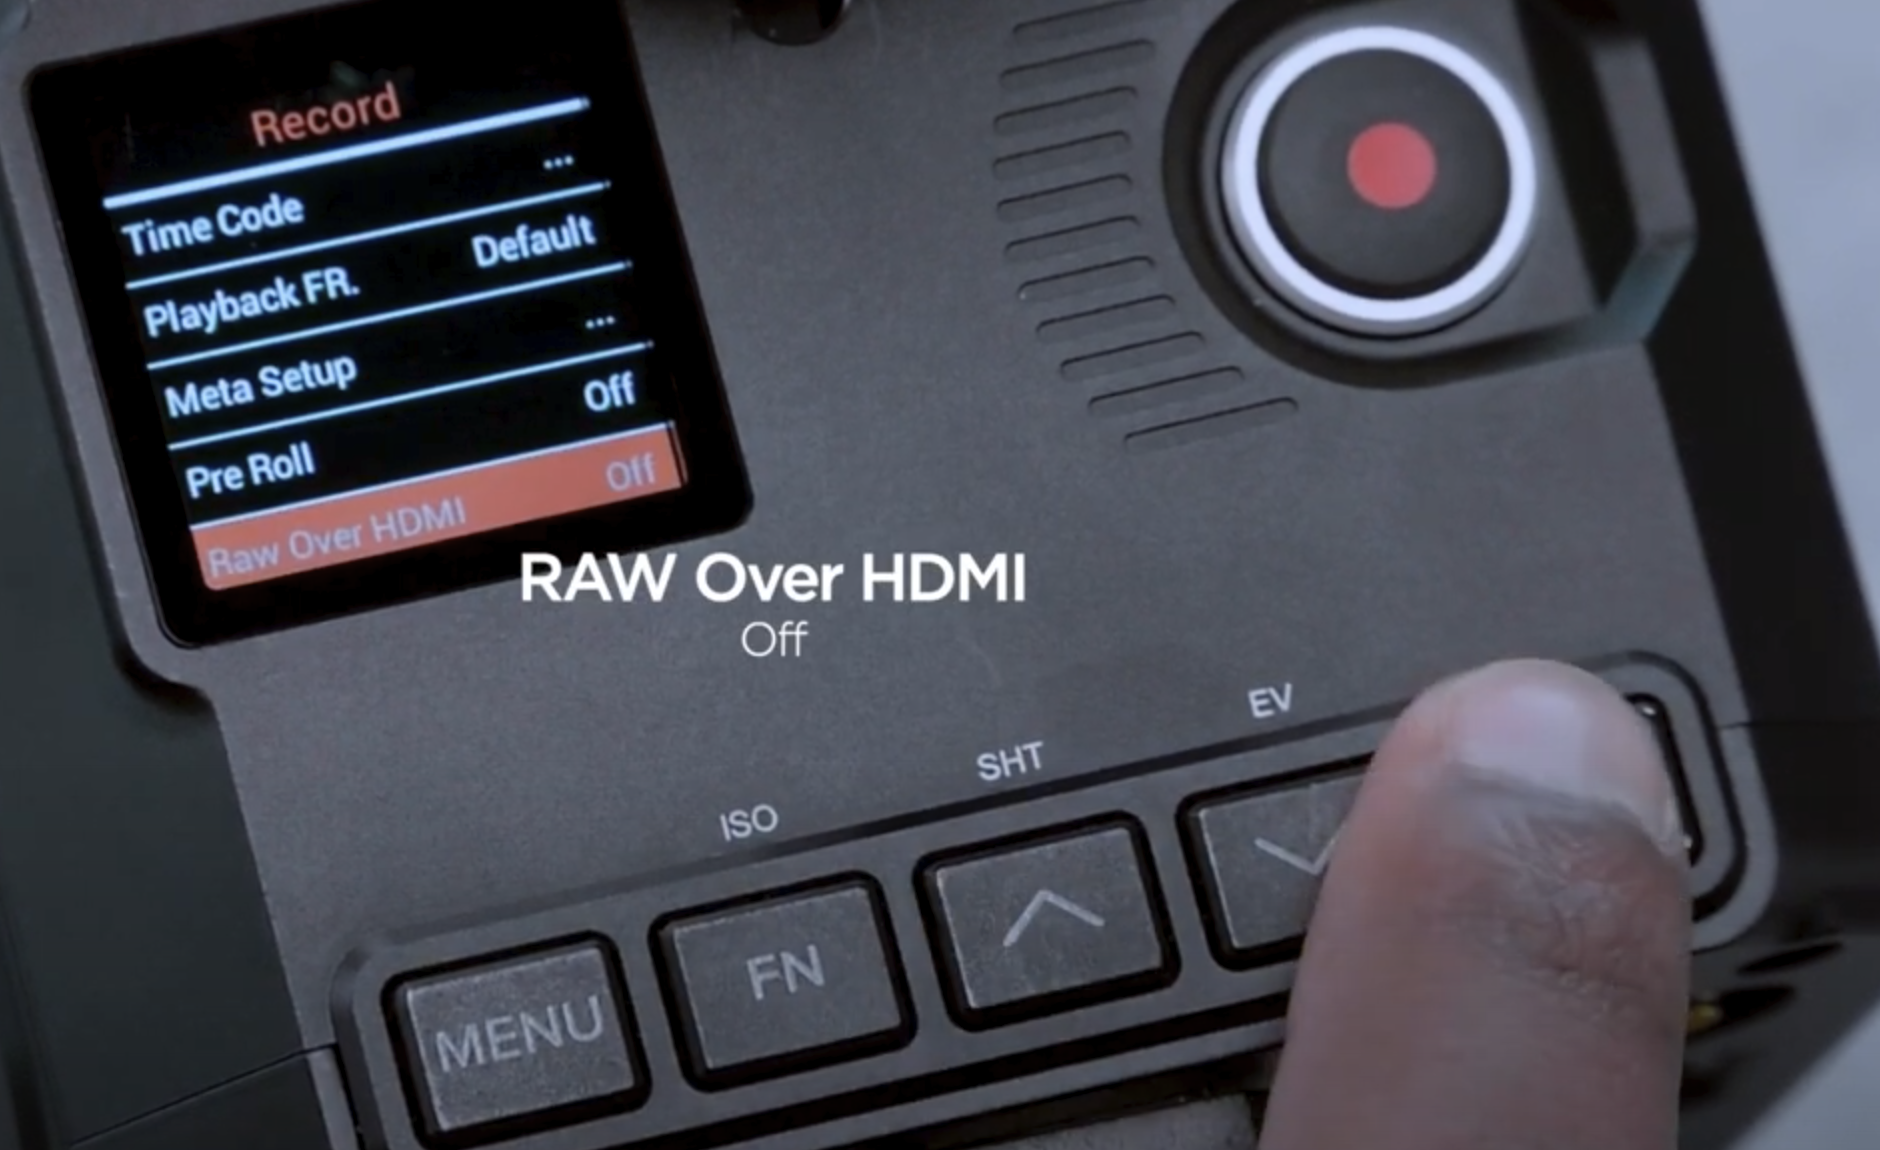 Record
Time Code ...
Playback FR. Default
Meta Setup ...
Pre Roll Off
Raw Over HDMI Off
RAW Over HDMI
Off
ISO SHT EV
MENU FN